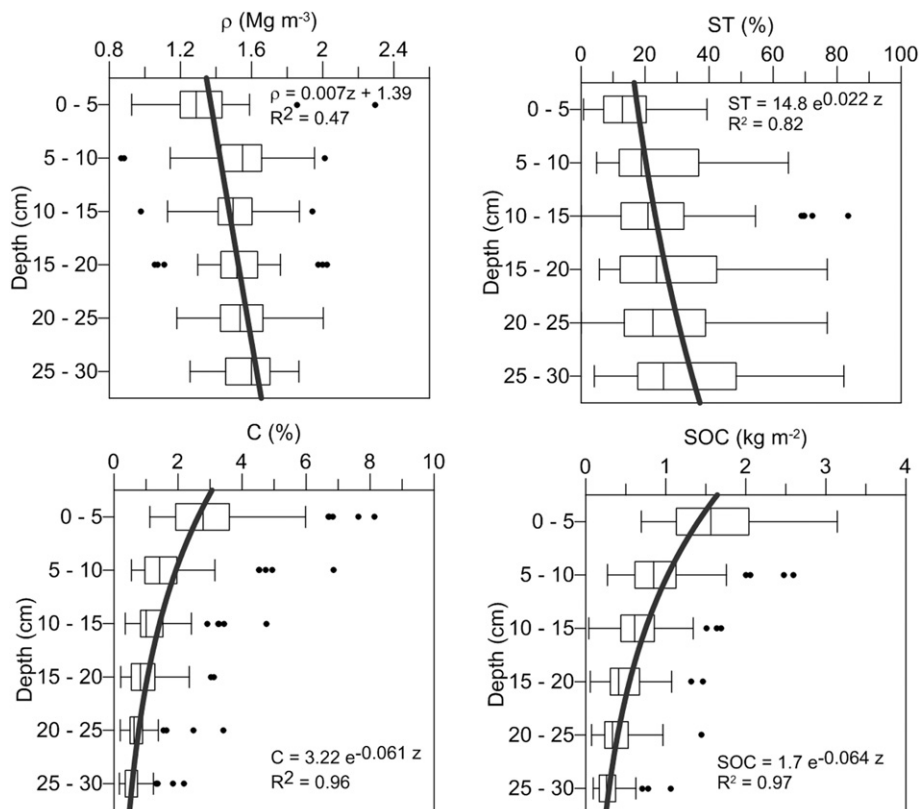 ρ (Mg m-3)
0.8 1.2 1.6 2 2.4
Depth (cm)
0 - 5
5 - 10
10 - 15
15 - 20
20 - 25
25 - 30
ρ = 0.007z + 1.39
R2 = 0.47
ST (%)
0 20 40 60 80 100
Depth (cm)
0 - 5
5 - 10
10 - 15
15 - 20
20 - 25
25 - 30
ST = 14.8 e0.022 z
R² = 0.82
C (%)
0 2 4 6 8 10
Depth (cm)
0 - 5
5 - 10
10 - 15
15 - 20
20 - 25
25 - 30
C = 3.22 e-0.061 z
R2 = 0.96
SOC (kg m-2)
0 1 2 3 4
Depth (cm)
0 - 5
5 - 10
10 - 15
15 - 20
20 - 25
25 - 30
SOC = 1.7 e-0.064 z
R² = 0.97